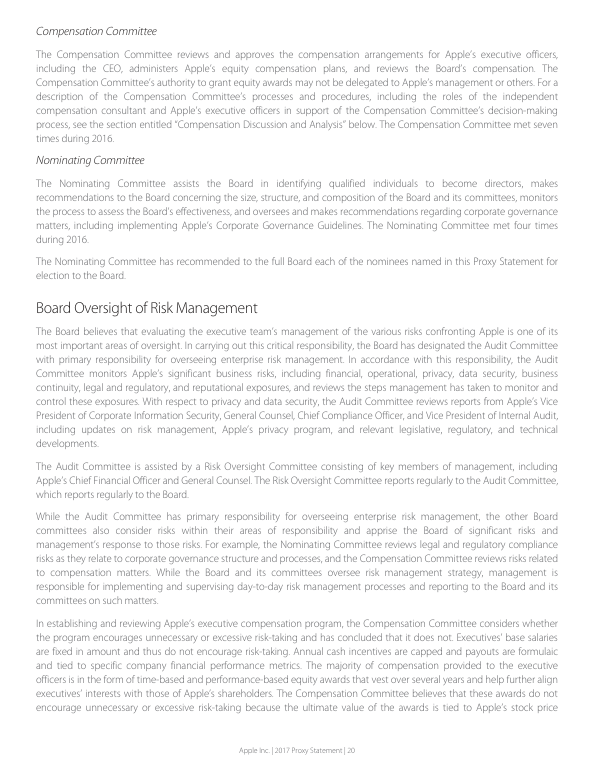 Compensation Committee
The Compensation Committee reviews and approves the compensation arrangements for Apple's executive officers,
including the CEO, administers Apple's equity compensation plans, and reviews the Board's compensation. The
Compensation Committee's authority to grant equity awards may not be delegated to Apple's management or others. For a
description of the Compensation Committee's processes and procedures, including the roles of the independent
compensation consultant and Apple's executive officers in support of the Compensation Committee's decision-making
process, see the section entitled "Compensation Discussion and Analysis" below. The Compensation Committee met seven
times during 2016.
Nominating Committee
The Nominating Committee assists the Board in identifying qualified individuals to become directors, makes
recommendations to the Board concerning the size, structure, and composition of the Board and its committees, monitors
the process to assess the Board's effectiveness, and oversees and makes recommendations regarding corporate governance
matters, including implementing Apple's Corporate Governance Guidelines. The Nominating Committee met four times
during 2016.
The Nominating Committee has recommended to the full Board each of the nominees named in this Proxy Statement for
election to the Board.
Board Oversight of Risk Management
The Board believes that evaluating the executive team's management of the various risks confronting Apple is one of its
most important areas of oversight. In carrying out this critical responsibility, the Board has designated the Audit Committee
with primary responsibility for overseeing enterprise risk management. In accordance with this responsibility, the Audit
Committee monitors Apple's significant business risks, including financial, operational, privacy, data security, business
continuity, legal and regulatory, and reputational exposures, and reviews the steps management has taken to monitor and
control these exposures. With respect to privacy and data security, the Audit Committee reviews reports from Apple's Vice
President of Corporate Information Security, General Counsel, Chief Compliance Officer, and Vice President of Internal Audit,
including updates on risk management, Apple's privacy program, and relevant legislative, regulatory, and technical
developments.
The Audit Committee is assisted by a Risk Oversight Committee consisting of key members of management, including
Apple's Chief Financial Officer and General Counsel. The Risk Oversight Committee reports regularly to the Audit Committee,
which reports regularly to the Board.
While the Audit Committee has primary responsibility for overseeing enterprise risk management, the other Board
committees also consider risks within their areas of responsibility and apprise the Board of significant risks and
management's response to those risks. For example, the Nominating Committee reviews legal and regulatory compliance
risks as they relate to corporate governance structure and processes, and the Compensation Committee reviews risks related
to compensation matters. While the Board and its committees oversee risk management strategy, management is
responsible for implementing and supervising day-to-day risk management processes and reporting to the Board and its
committees on such matters.
In establishing and reviewing Apple's executive compensation program, the Compensation Committee considers whether
the program encourages unnecessary or excessive risk-taking and has concluded that it does not. Executives' base salaries
are fixed in amount and thus do not encourage risk-taking. Annual cash incentives are capped and payouts are formulaic
and tied to specific company financial performance metrics. The majority of compensation provided to the executive
officers is in the form of time-based and performance-based equity awards that vest over several years and help further align
executives' interests with those of Apple's shareholders. The Compensation Committee believes that these awards do not
encourage unnecessary or excessive risk-taking because the ultimate value of the awards is tied to Apple's stock price
Apple Inc. | 2017 Proxy Statement | 20